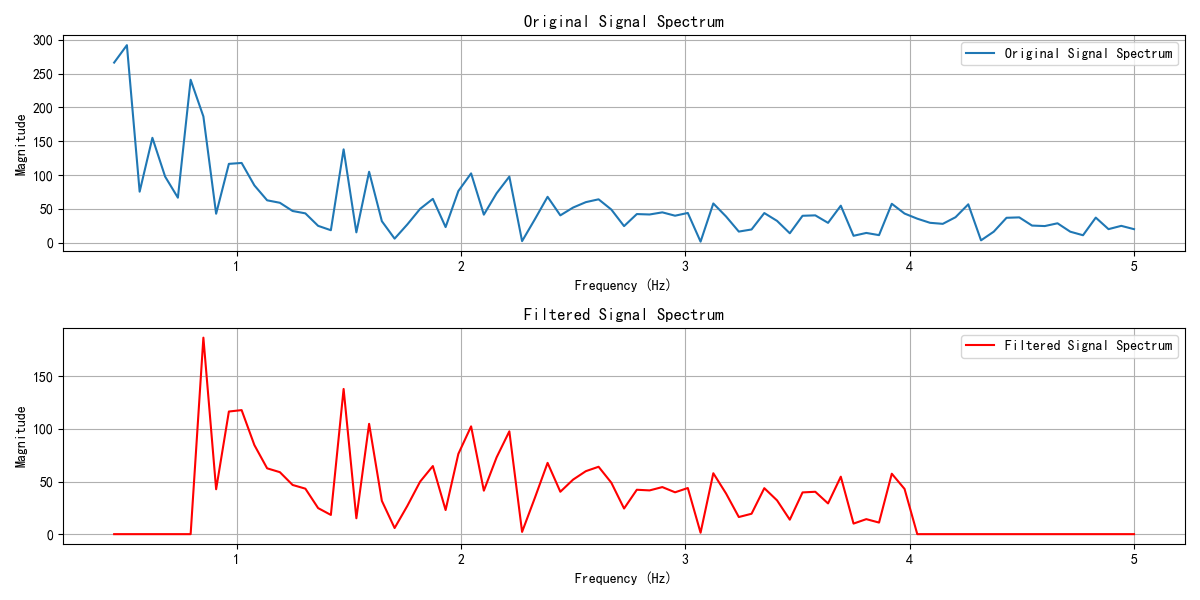 Original Signal Spectrum
300
250
200
150
100
50
0
Magnitude
Original Signal Spectrum
1 2 3 4 5
Frequency (Hz)
Filtered Signal Spectrum
150
100
50
0
Magnitude
Filtered Signal Spectrum
1 2 3 4 5
Frequency (Hz)